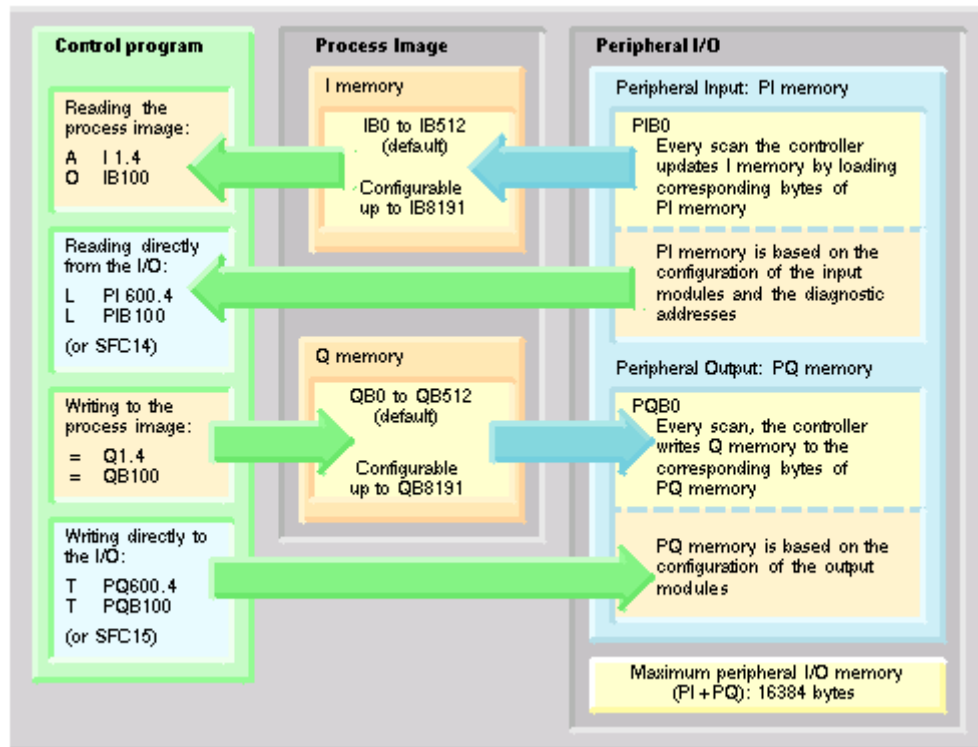 Control program
Reading the
process image:
A I 1.4
O IB100
Reading directly
from the I/O:
L PI 600.4
L PIB100
(or SFC14)
Writing to the
process image:
= Q1.4
= QB100
Writing directly to
the I/O:
T PQ600.4
T PQB100
(or SFC15)
Process Image
I memory
IB0 to IB512
(default)
Configurable
up to IB8191
Q memory
QB0 to QB512
(default)
Configurable
up to QB8191
Peripheral I/O
Peripheral Input: PI memory
PIB0
Every scan the controller
updates I memory by loading
corresponding bytes of
PI memory
PI memory is based on the
configuration of the input
modules and the diagnostic
addresses
Peripheral Output: PQ memory
PQB0
Every scan, the controller
writes Q memory to the
corresponding bytes of
PQ memory
PQ memory is based on the
configuration of the output
modules
Maximum peripheral I/O memory
(PI + PQ): 16384 bytes